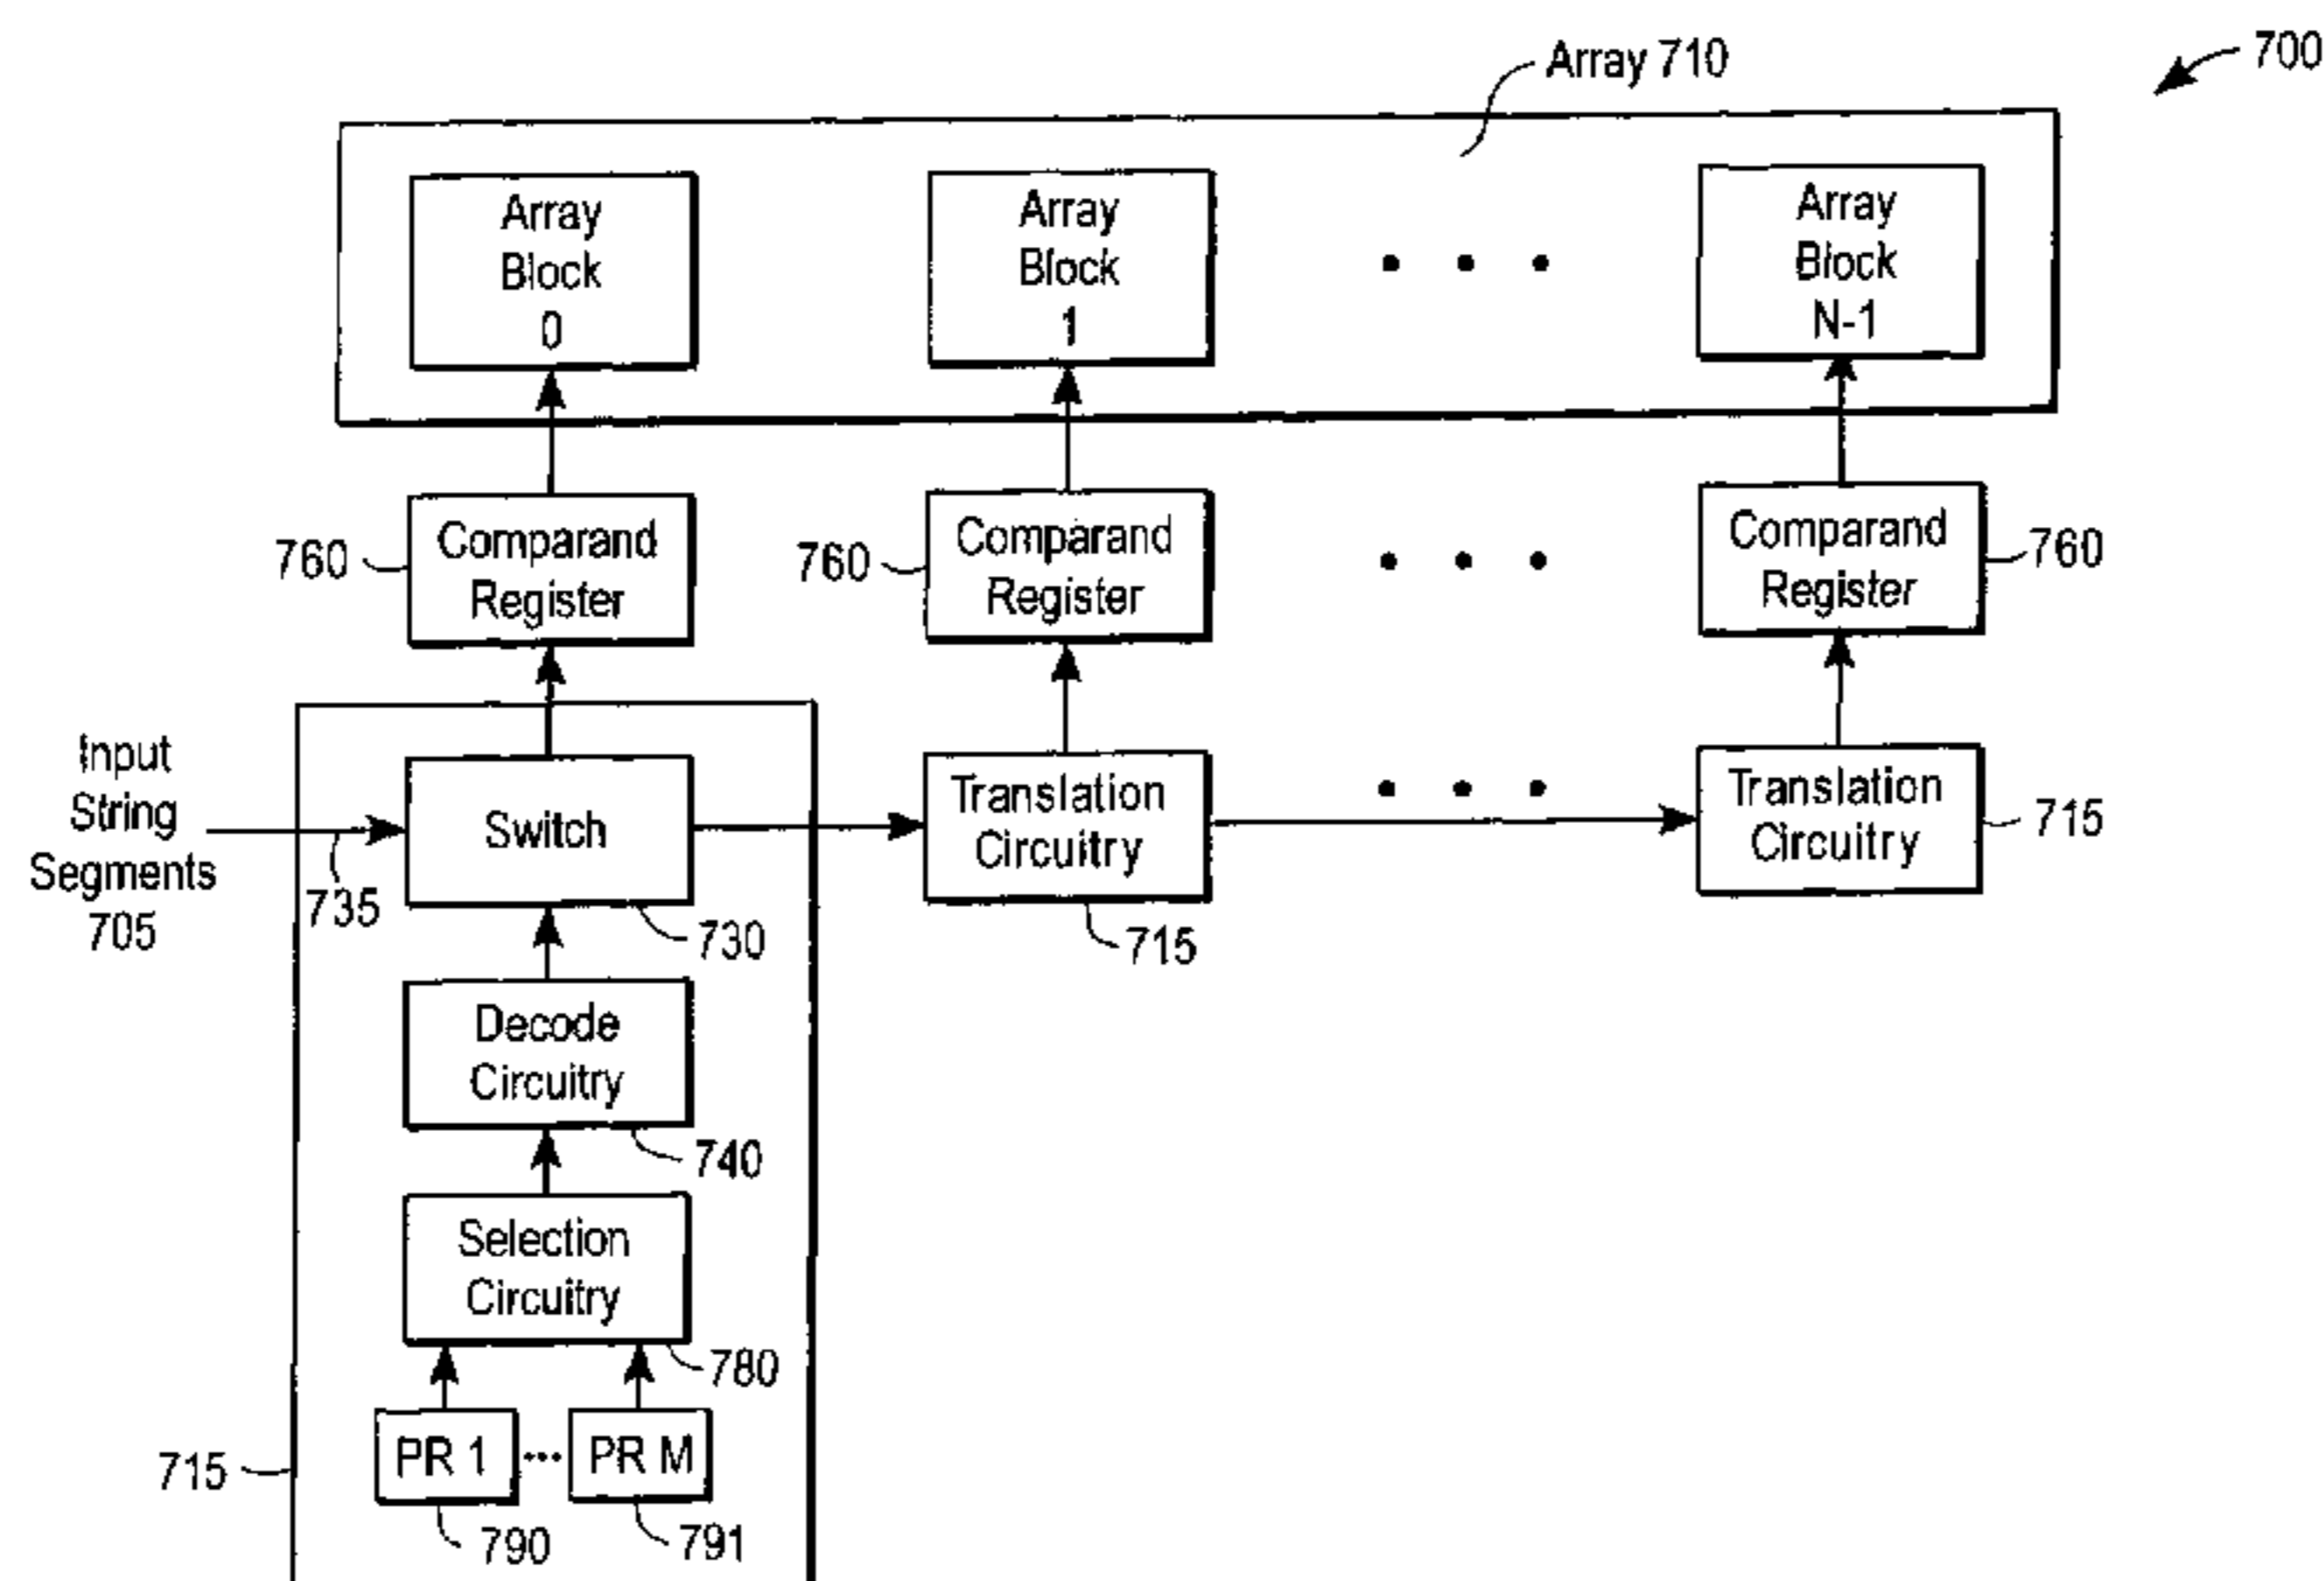 700
Array 710
Array
Block
0
Array
Block
1
• • •
Array
Block
N-1
760
Comparand
Register
760
Comparand
Register
• • •
Comparand
Register
760
Input
String
Segments
705
735
Switch
730
Translation
Circuitry
715
• • •
Translation
Circuitry
715
Decode
Circuitry
740
Selection
Circuitry
780
715
PR 1
•••
PR M
790
791